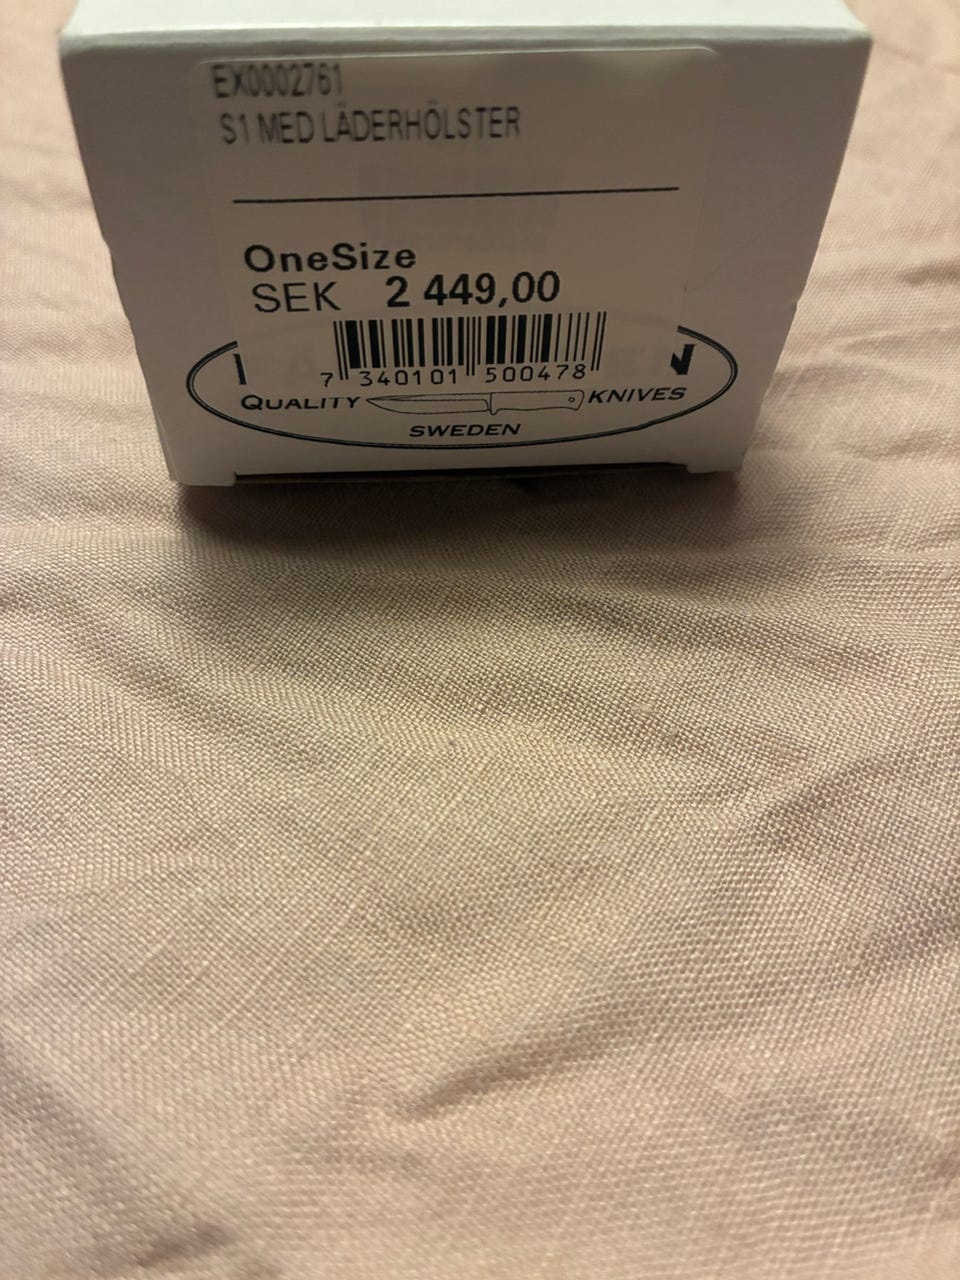 EX0002761
S1 MED LÄDERHÖLSTER
OneSize
SEK 2 449,00
7 340101 500478
QUALITY KNIVES
SWEDEN